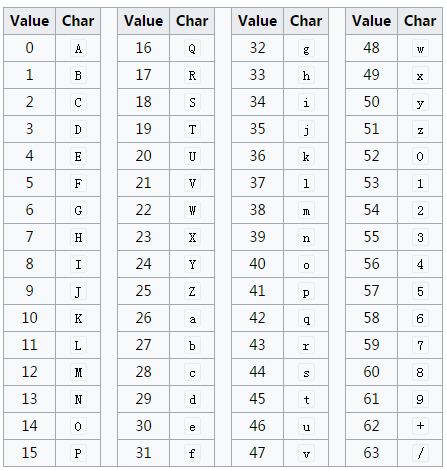 Value Char Value Char Value Char Value Char
0 A 16 Q 32 g 48 w
1 B 17 R 33 h 49 x
2 C 18 S 34 i 50 y
3 D 19 T 35 j 51 z
4 E 20 U 36 k 52 0
5 F 21 V 37 l 53 1
6 G 22 W 38 m 54 2
7 H 23 X 39 n 55 3
8 I 24 Y 40 o 56 4
9 J 25 Z 41 p 57 5
10 K 26 a 42 q 58 6
11 L 27 b 43 r 59 7
12 M 28 c 44 s 60 8
13 N 29 d 45 t 61 9
14 O 30 e 46 u 62 +
15 P 31 f 47 v 63 /